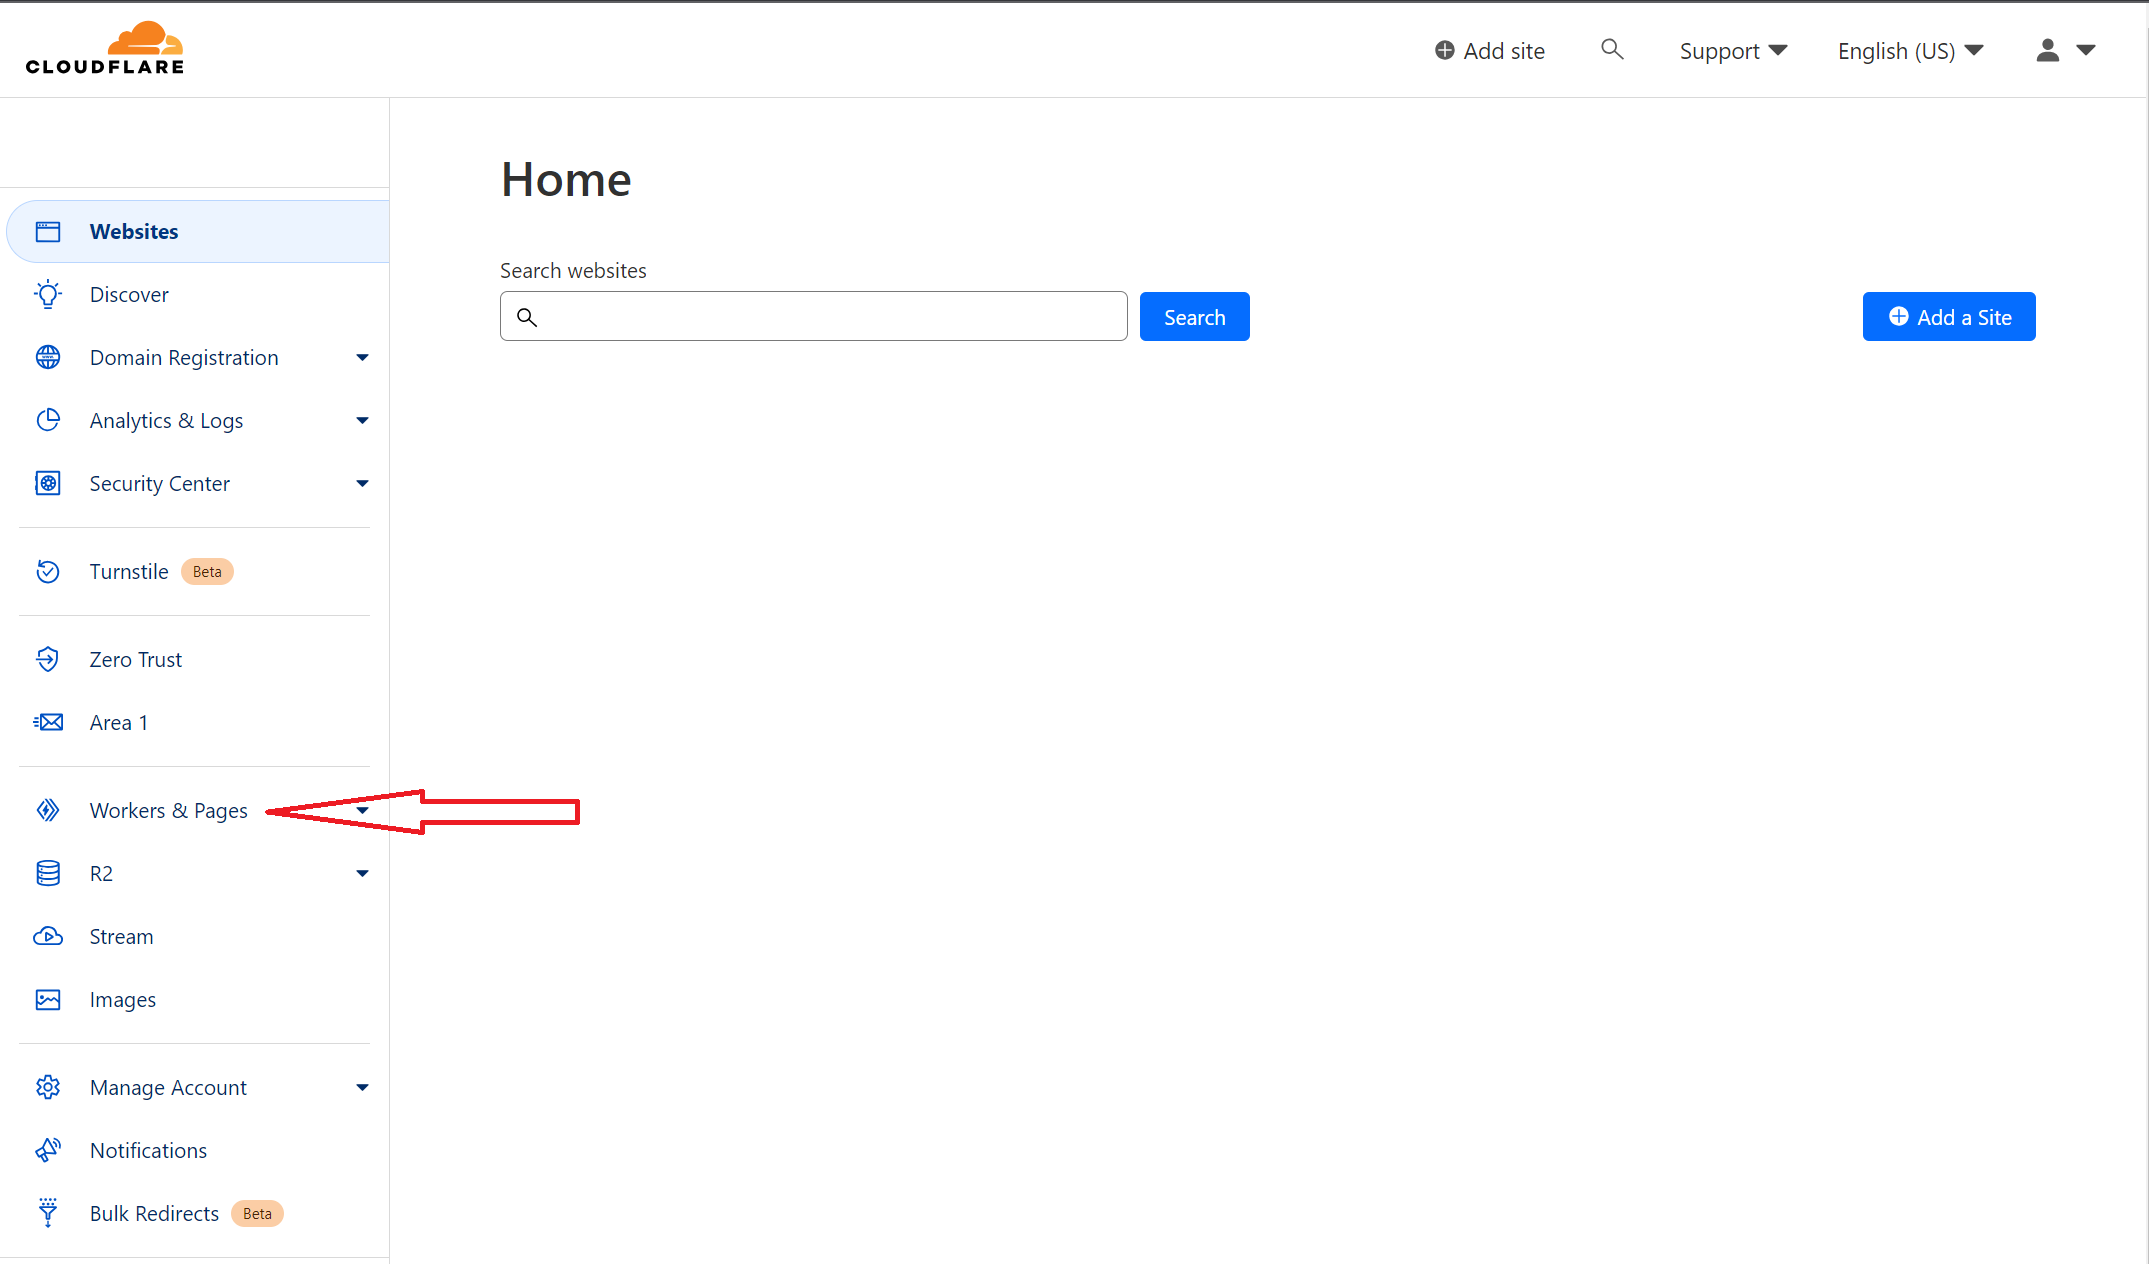 CLOUDFLARE
Add site
Support
English (US)
Home
Websites
Search websites
Discover
Search
Add a Site
Domain Registration
Analytics & Logs
Security Center
Turnstile Beta
Zero Trust
Area 1
Workers & Pages
R2
Stream
Images
Manage Account
Notifications
Bulk Redirects Beta